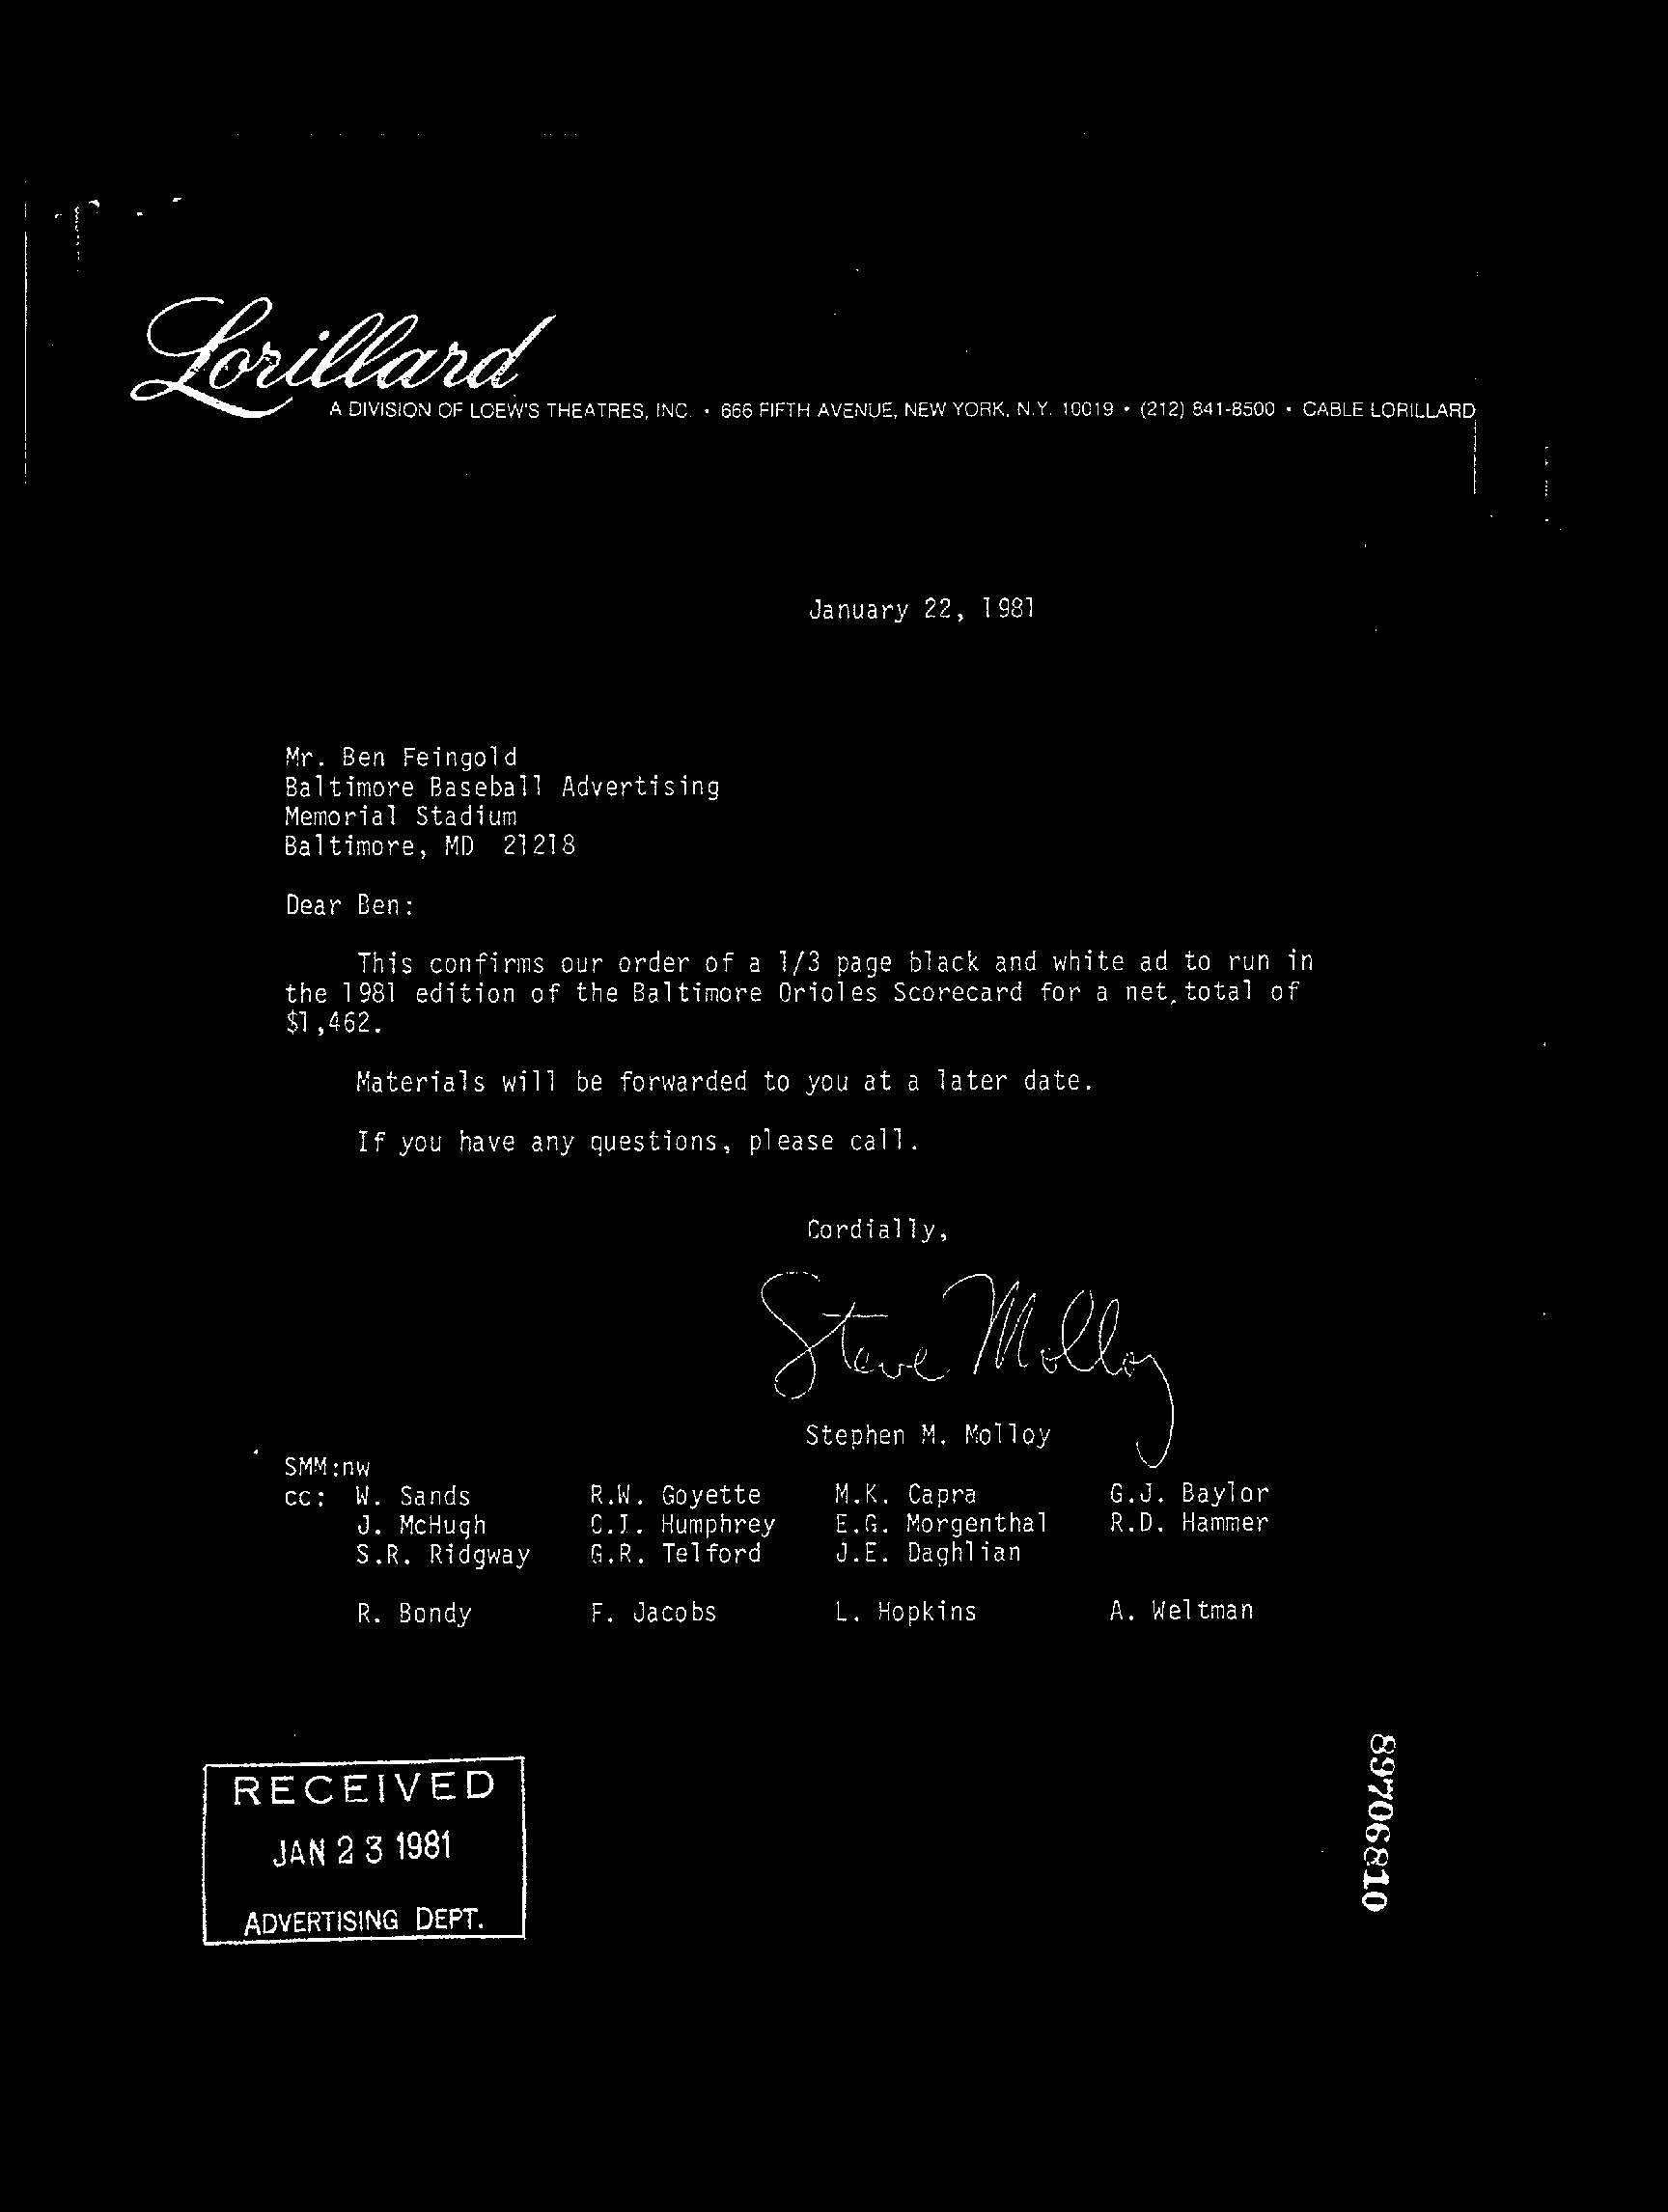 Lorillard
A DIVISION OF LOEW'S THEATRES, INC. • 666 FIFTH AVENUE, NEW YORK, N.Y. 10019 • (212) 841-8500 • CABLE LORILLARD
January 22, 1981
Mr. Ben Feingold
Baltimore Baseball Advertising
Memorial Stadium
Baltimore, MD 21218
Dear Ben:
This confirms our order of a 1/3 page black and white ad to run in
the 1981 edition of the Baltimore Orioles Scorecard for a net total of
$1,462.
Materials will be forwarded to you at a later date.
If you have any questions, please call.
Cordially,
Steve Molloy
Stephen M. Molloy
SMM:nw
cc: W. Sands R.W. Goyette M.K. Capra G.J. Baylor
J. McHugh C.I. Humphrey E.G. Morgenthal R.D. Hammer
S.R. Ridgway G.R. Telford J.E. Daghlian
R. Bondy F. Jacobs L. Hopkins A. Weltman
RECEIVED
JAN 23 1981
ADVERTISING DEPT.
89706810